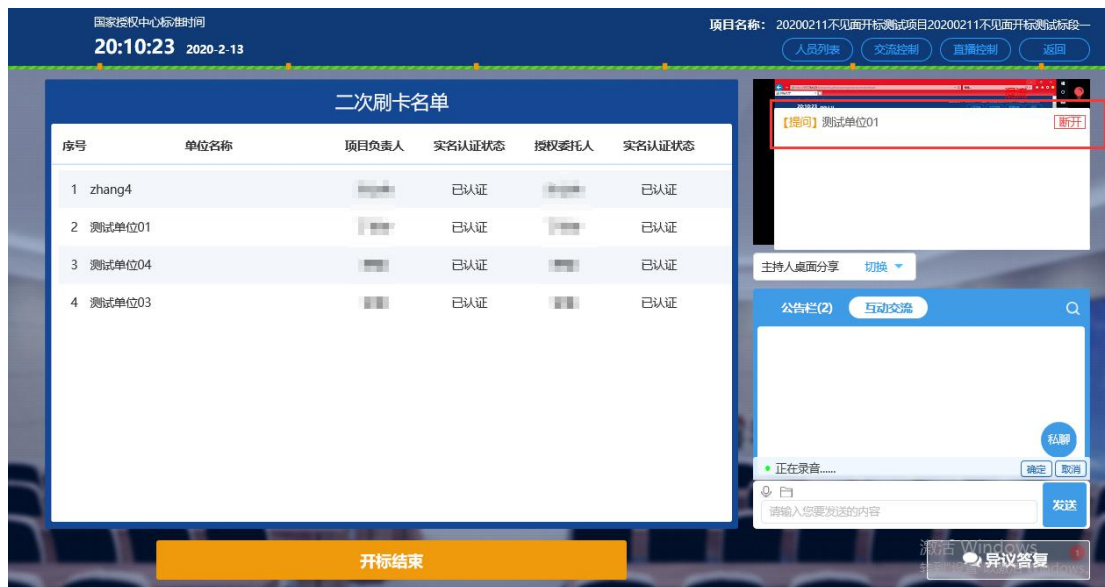 国家授权中心标准时间
20:10:23 2020-2-13
项目名称： 20200211不见面开标测试项目20200211不见面开标测试标段一
人员列表 交流控制 直播控制 返回
二次刷卡名单
序号 单位名称 项目负责人 实名认证状态 授权委托人 实名认证状态
1 zhang4 已认证 已认证
2 测试单位01 已认证 已认证
3 测试单位04 已认证 已认证
4 测试单位03 已认证 已认证
【提问】测试单位01 断开
主持人桌面分享 切换
公告栏(2) 互动交流
私聊
正在录音...... 确定 取消
请输入您要发送的内容
发送
开标结束
激活 Windows
异议答复
1